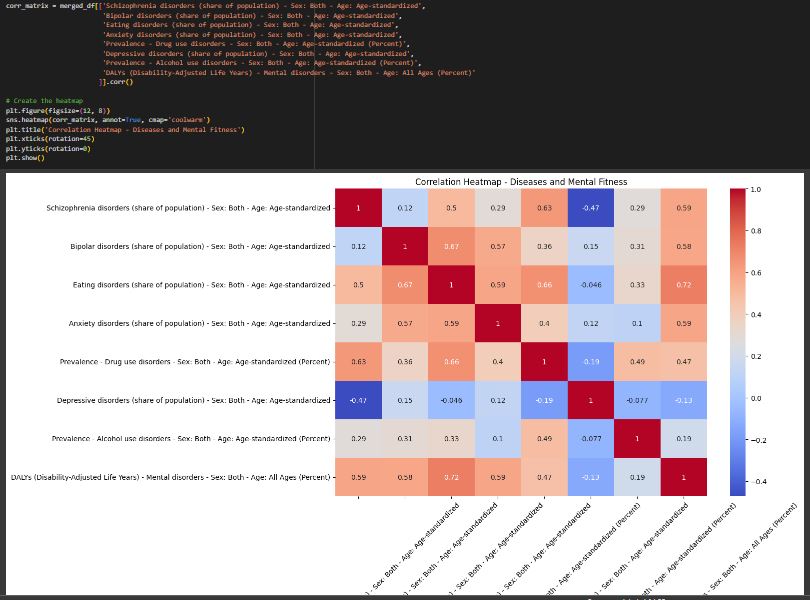 corr_matrix = merged_df[['Schizophrenia disorders (share of population) - Sex: Both - Age: Age-standardized',
'Bipolar disorders (share of population) - Sex: Both - Age: Age-standardized',
'Eating disorders (share of population) - Sex: Both - Age: Age-standardized',
'Anxiety disorders (share of population) - Sex: Both - Age: Age-standardized',
'Prevalence - Drug use disorders - Sex: Both - Age: Age-standardized (Percent)',
'Depressive disorders (share of population) - Sex: Both - Age: Age-standardized',
'Prevalence - Alcohol use disorders - Sex: Both - Age: Age-standardized (Percent)',
'DALYs (Disability-Adjusted Life Years) - Mental disorders - Sex: Both - Age: All Ages (Percent)'
]].corr()
# Create the heatmap
plt.figure(figsize=(12, 8))
sns.heatmap(corr_matrix, annot=True, cmap='coolwarm')
plt.title('Correlation Heatmap - Diseases and Mental Fitness')
plt.xticks(rotation=45)
plt.yticks(rotation=0)
plt.show()
Correlation Heatmap - Diseases and Mental Fitness
Schizophrenia disorders (share of population) - Sex: Both - Age: Age-standardized 1 0.12 0.5 0.29 0.63 -0.47 0.29 0.59
Bipolar disorders (share of population) - Sex: Both - Age: Age-standardized 0.12 1 0.67 0.57 0.36 0.15 0.31 0.58
Eating disorders (share of population) - Sex: Both - Age: Age-standardized 0.5 0.67 1 0.59 0.66 -0.046 0.33 0.72
Anxiety disorders (share of population) - Sex: Both - Age: Age-standardized 0.29 0.57 0.59 1 0.4 0.12 0.1 0.59
Prevalence - Drug use disorders - Sex: Both - Age: Age-standardized (Percent) 0.63 0.36 0.66 0.4 1 -0.19 0.49 0.47
Depressive disorders (share of population) - Sex: Both - Age: Age-standardized -0.47 0.15 -0.046 0.12 -0.19 1 -0.077 -0.13
Prevalence - Alcohol use disorders - Sex: Both - Age: Age-standardized (Percent) 0.29 0.31 0.33 0.1 0.49 -0.077 1 0.19
DALYs (Disability-Adjusted Life Years) - Mental disorders - Sex: Both - Age: All Ages (Percent) 0.59 0.58 0.72 0.59 0.47 -0.13 0.19 1
1.0
0.8
0.6
0.4
0.2
0.0
−0.2
−0.4
) - Sex: Both - Age: Age-standardized
- Sex: Both - Age: Age-standardized
- Sex: Both - Age: Age-standardized
) - Sex: Both - Age: Age-standardized
- Age: Age-standardized (Percent)
) - Sex: Both - Age: Age-standardized
- Age: Age-standardized (Percent)
- Sex: Both - Age: All Ages (Percent)